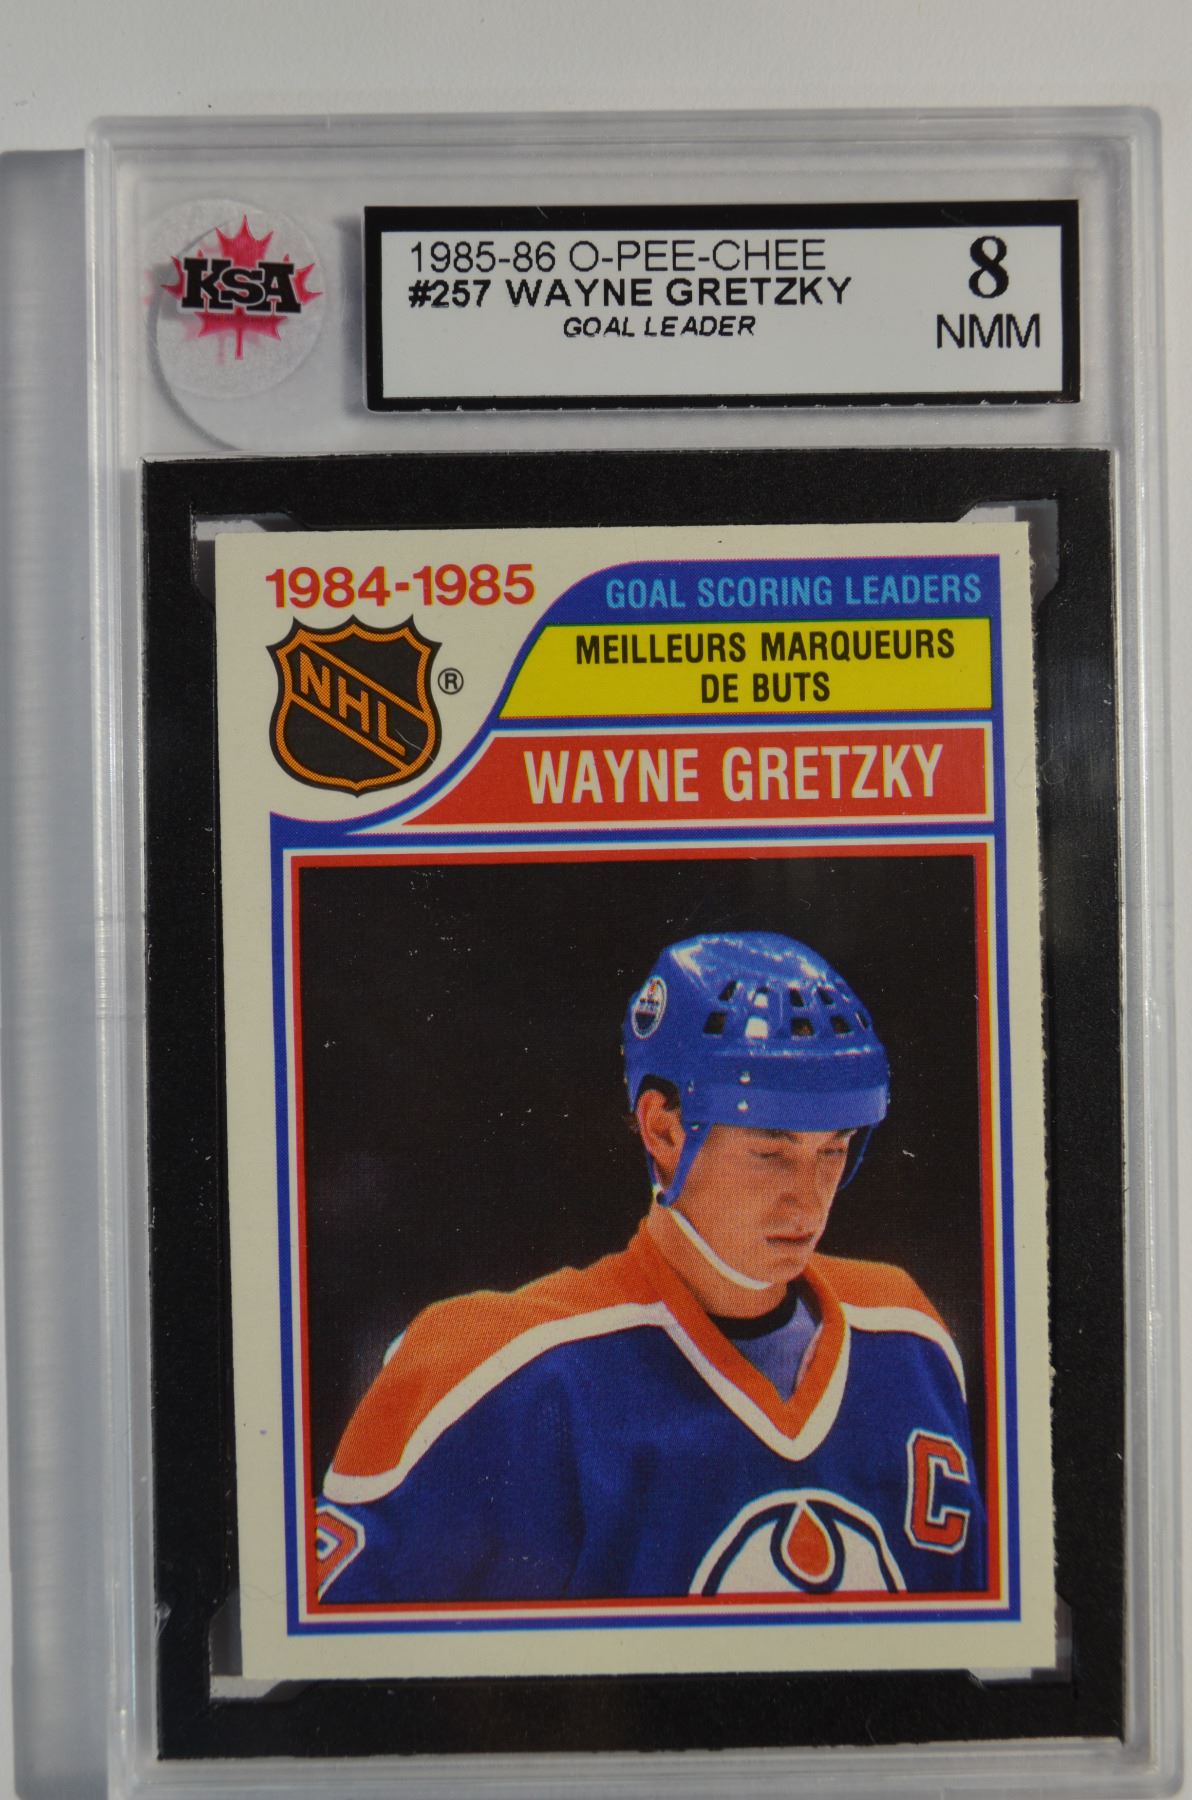 KSA
1985-86 O-PEE-CHEE
#257 WAYNE GRETZKY
GOAL LEADER
8
NMM
1984-1985
NHL
®
GOAL SCORING LEADERS
MEILLEURS MARQUEURS
DE BUTS
WAYNE GRETZKY
C